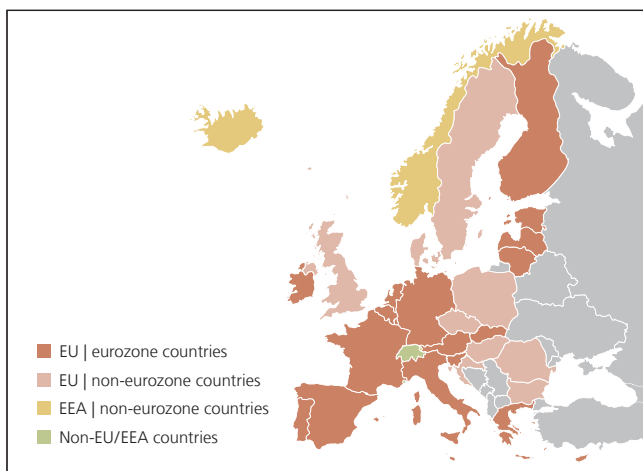 EU | eurozone countries
EU | non-eurozone countries
EEA | non-eurozone countries
Non-EU/EEA countries